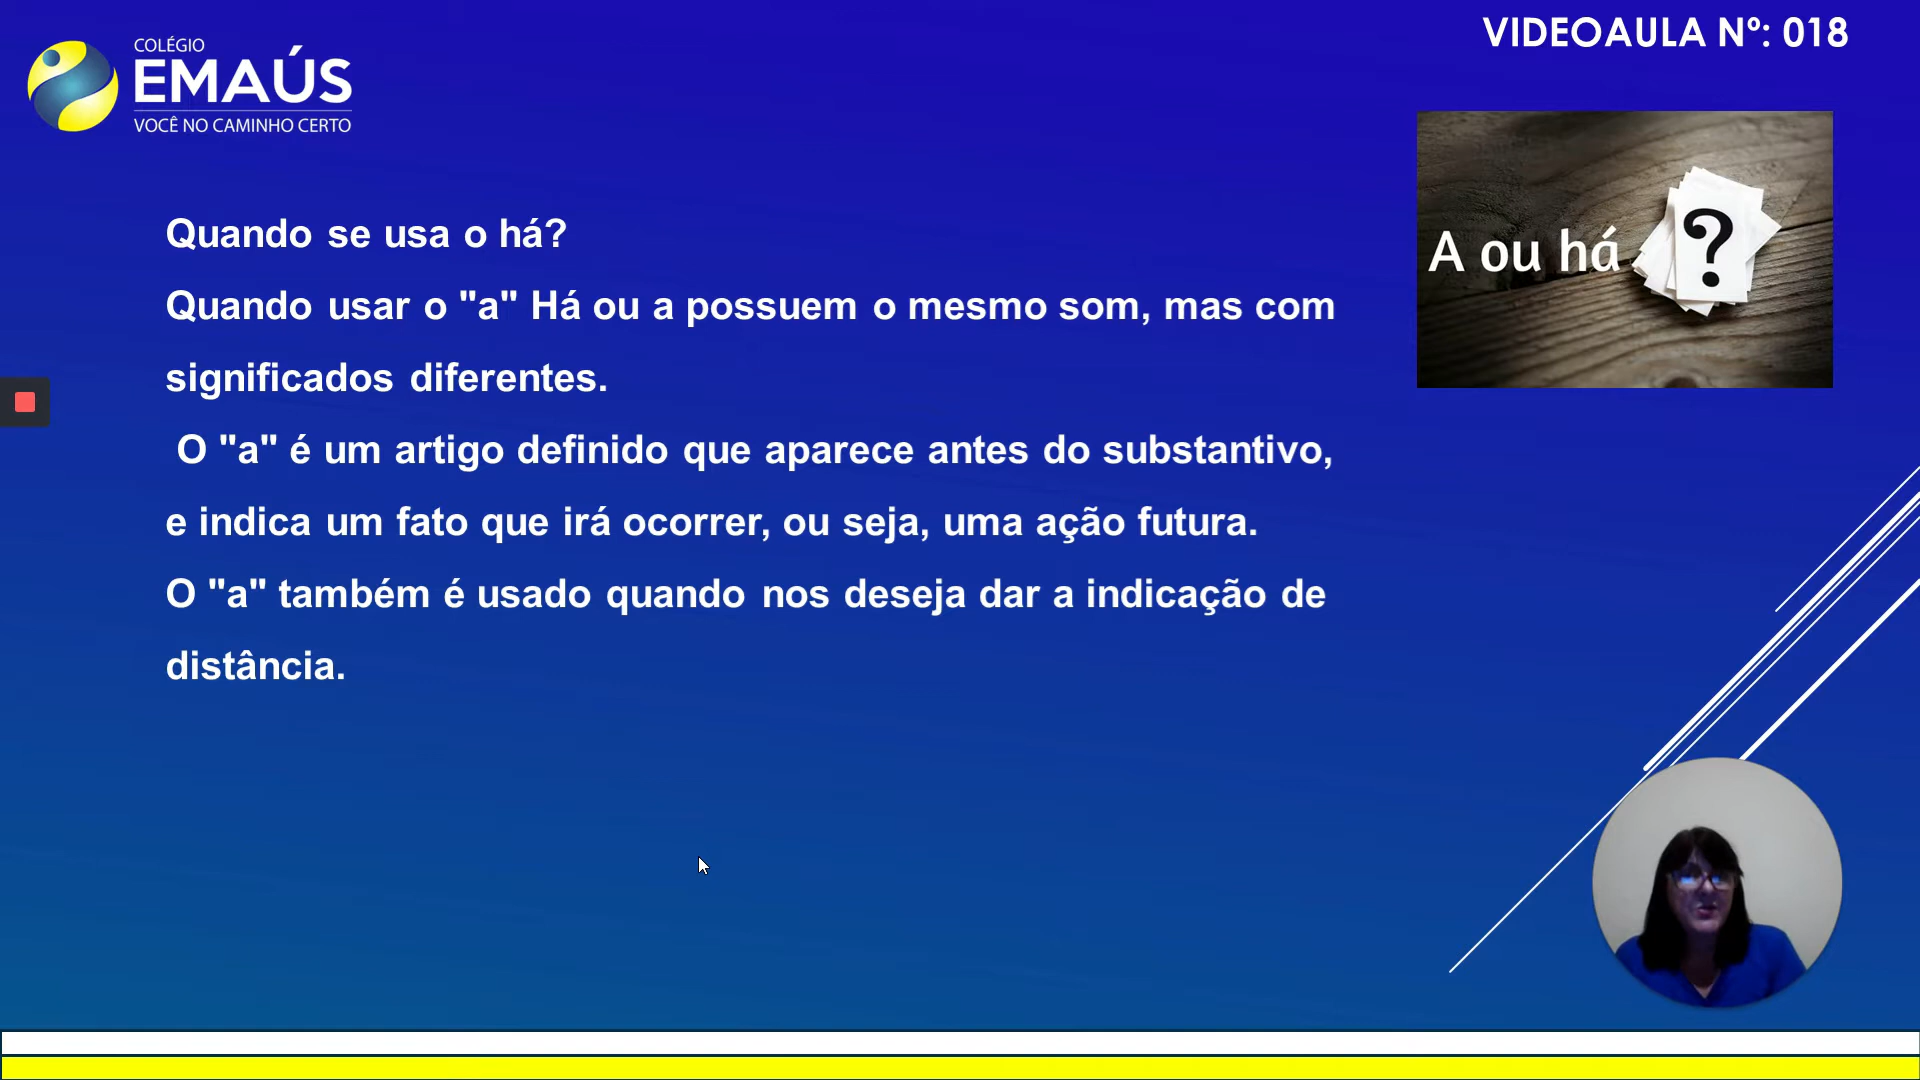 COLÉGIO
EMAÚS
VOCÊ NO CAMINHO CERTO
VIDEOAULA Nº: 018
A ou há ?
Quando se usa o há?
Quando usar o "a" Há ou a possuem o mesmo som, mas com
significados diferentes.
O "a" é um artigo definido que aparece antes do substantivo,
e indica um fato que irá ocorrer, ou seja, uma ação futura.
O "a" também é usado quando nos deseja dar a indicação de
distância.